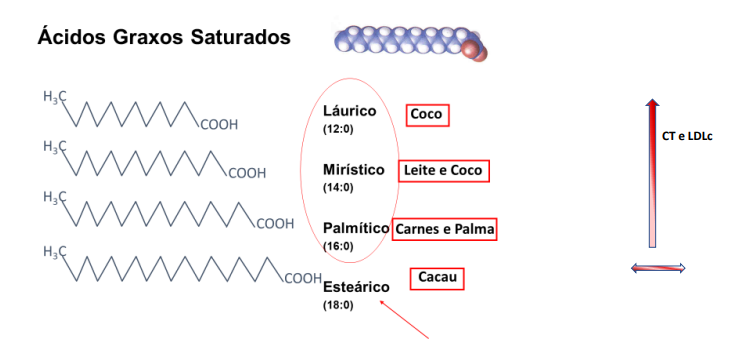 Ácidos Graxos Saturados
H₃C
COOH
Láurico
(12:0)
Coco
CT e LDLc
H₃C
COOH
Mirístico
(14:0)
Leite e Coco
H₃C
COOH
Palmítico
(16:0)
Carnes e Palma
H₃C
COOH
Esteárico
(18:0)
Cacau